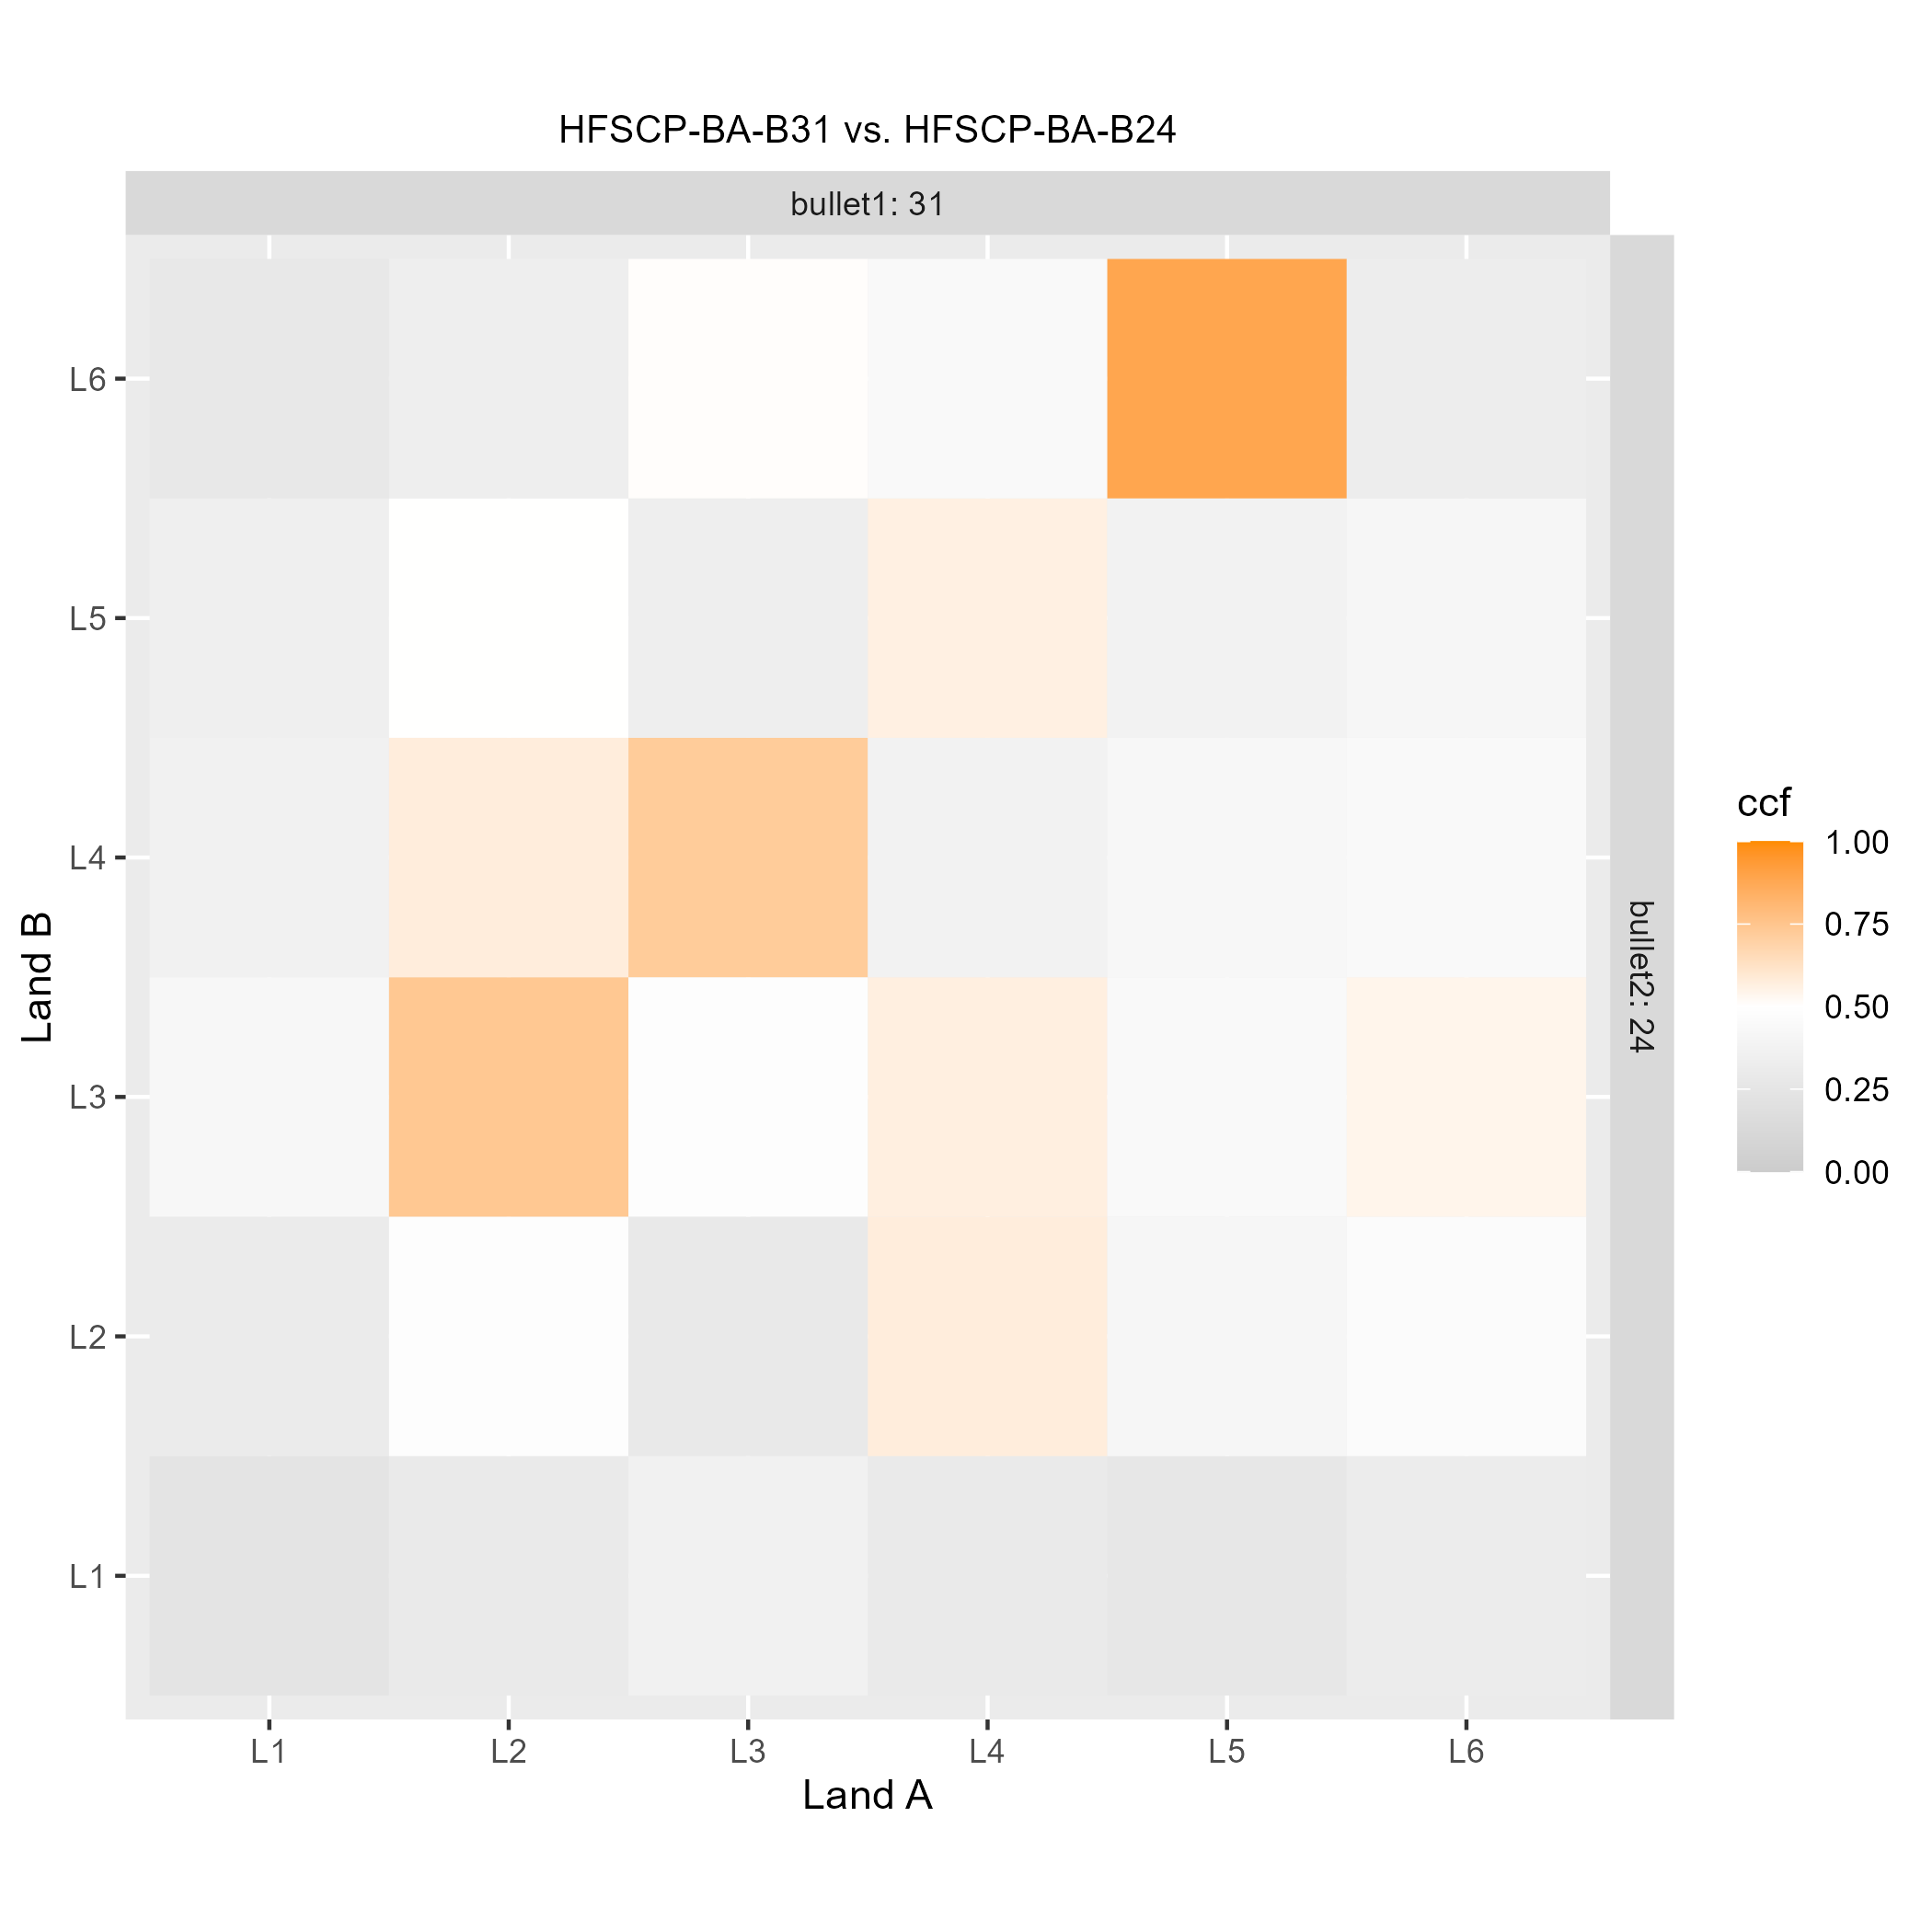 HFSCP-BA-B31 vs. HFSCP-BA-B24
bullet1: 31
L6
L5
L4
L3
L2
L1
Land B
bullet2: 24
L1 L2 L3 L4 L5 L6
Land A
ccf
1.00
0.75
0.50
0.25
0.00